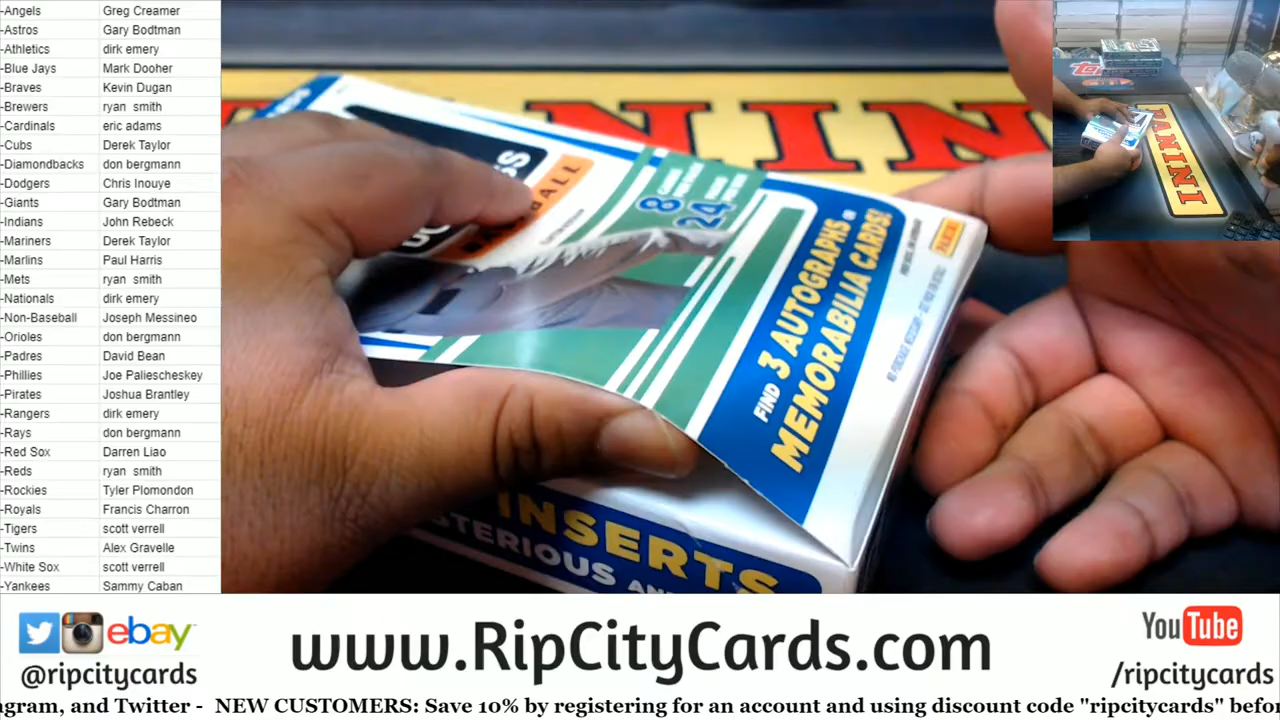 -Angels Greg Creamer
-Astros Gary Bodtman
-Athletics dirk emery
-Blue Jays Mark Dooher
-Braves Kevin Dugan
-Brewers ryan smith
-Cardinals eric adams
-Cubs Derek Taylor
-Diamondbacks don bergmann
-Dodgers Chris Inouye
-Giants Gary Bodtman
-Indians John Rebeck
-Mariners Derek Taylor
-Marlins Paul Harris
-Mets ryan smith
-Nationals dirk emery
-Non-Baseball Joseph Messineo
-Orioles don bergmann
-Padres David Bean
-Phillies Joe Paliescheskey
-Pirates Joshua Brantley
-Rangers dirk emery
-Rays don bergmann
-Red Sox Darren Liao
-Reds ryan smith
-Rockies Tyler Plomondon
-Royals Francis Charron
-Tigers scott verrell
-Twins Alex Gravelle
-White Sox scott verrell
-Yankees Sammy Caban
PANINI
8
24
FIND 3 AUTOGRAPHS or
MEMORABILIA CARDS!
PANINI
INSERTS
PANINI
ebay
@ripcitycards
www.RipCityCards.com
YouTube
/ripcitycards
agram, and Twitter - NEW CUSTOMERS: Save 10% by registering for an account and using discount code "ripcitycards" befor